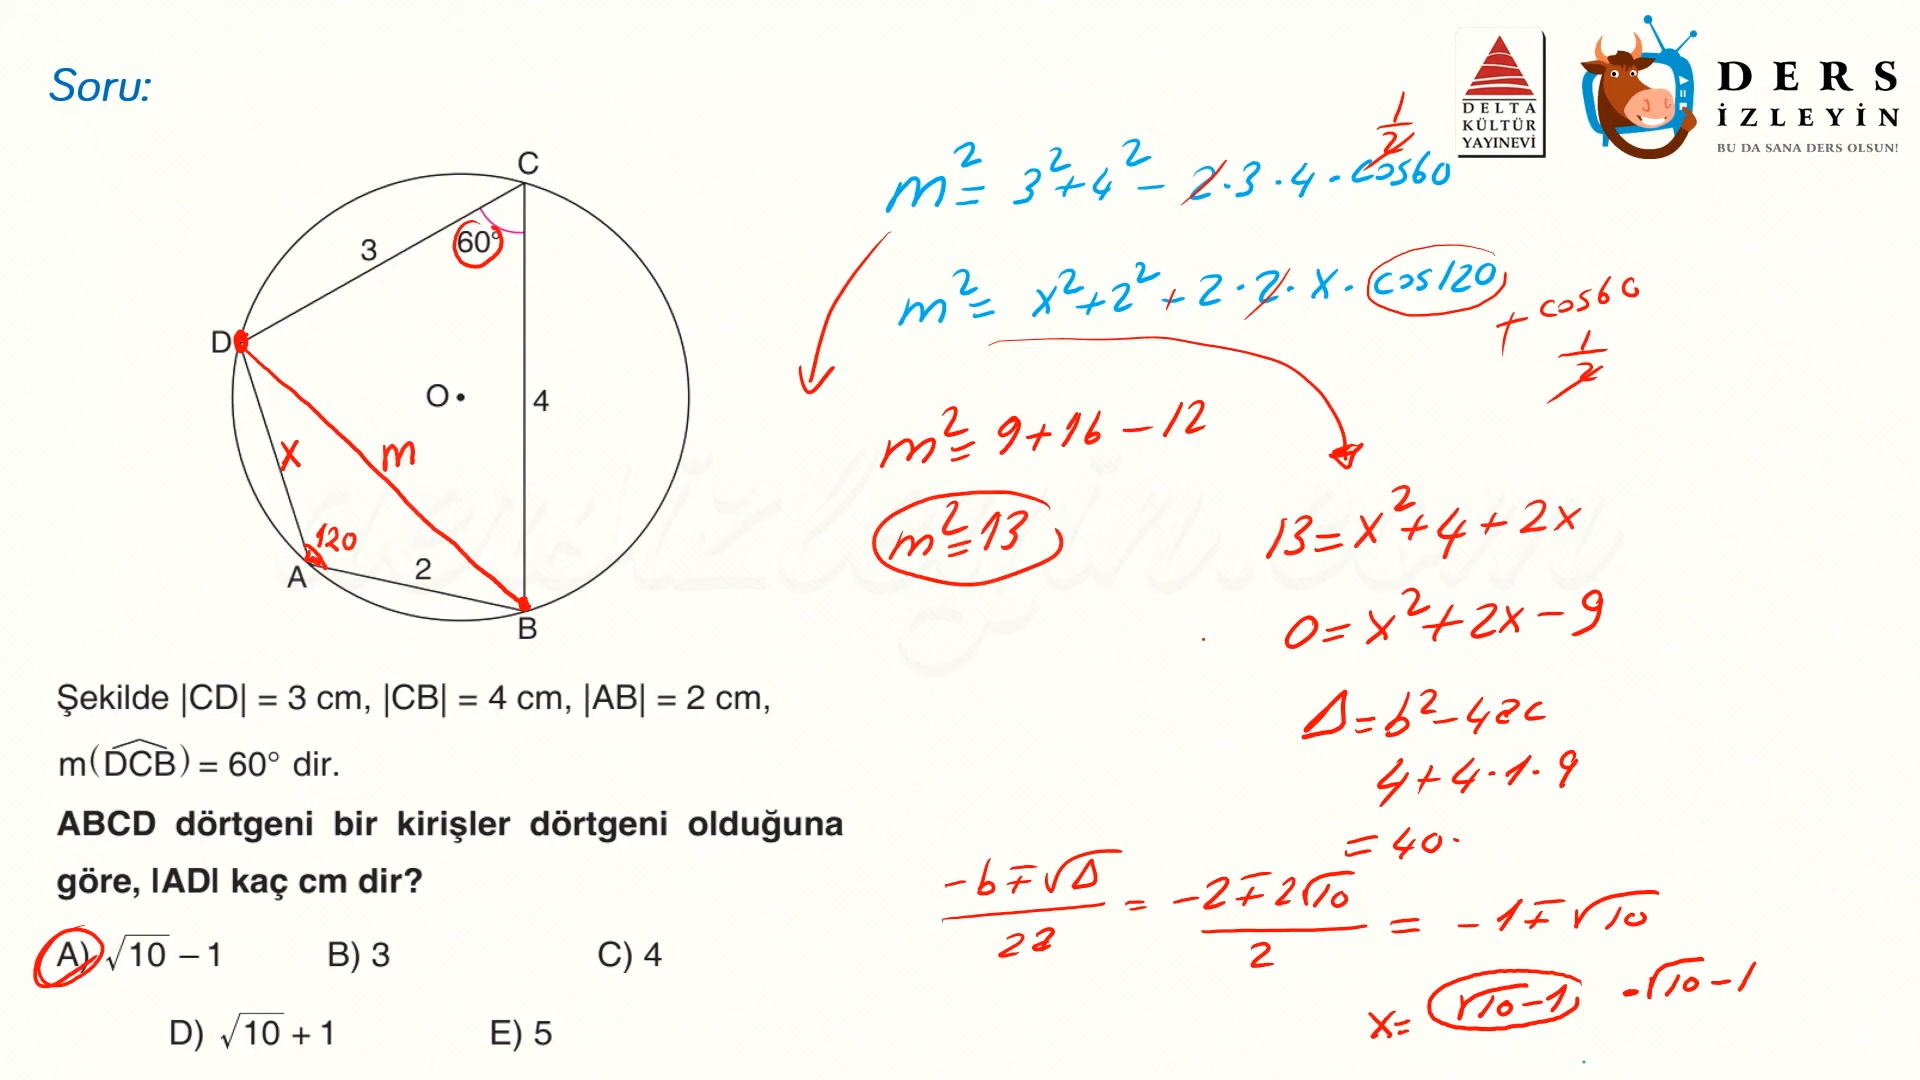 Soru:
DELTA
KÜLTÜR
YAYINEVİ
DERS
İZLEYİN
BU DA SANA DERS OLSUN!
C
3
60°
D
O
4
x
m
120
A
2
B
m² = 3² + 4² - 2·3·4·cos60
1/2
m² = x² + 2² + 2·2·x·cos120
+ cos60
1/2
m² = 9 + 16 - 12
m² = 13
13 = x² + 4 + 2x
0 = x² + 2x - 9
Δ = b² - 4ac
4 + 4·1·9
= 40
-b∓√Δ / 2a = -2∓2√10 / 2 = -1∓√10
x = √10-1 -√10-1
Şekilde |CD| = 3 cm, |CB| = 4 cm, |AB| = 2 cm,
m(DCB) = 60° dir.
ABCD dörtgeni bir kirişler dörtgeni olduğuna
göre, |AD| kaç cm dir?
A) √10 – 1 B) 3 C) 4
D) √10 + 1 E) 5